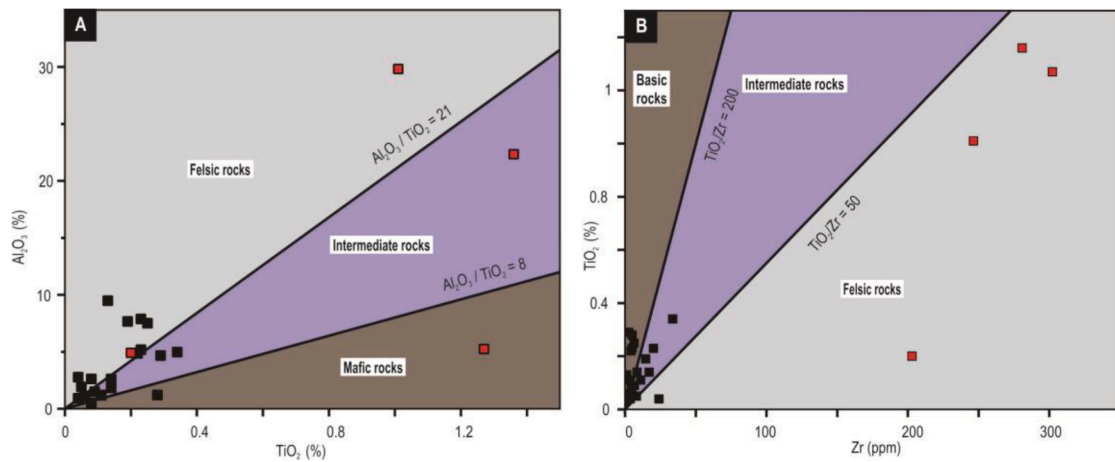 A
30
20
10
0
Al₂O₃ (%)
Felsic rocks
Al₂O₃ / TiO₂ = 21
Intermediate rocks
Al₂O₃ / TiO₂ = 8
Mafic rocks
0 0.4 0.8 1.2
TiO₂ (%)
B
1
0.8
0.4
0
TiO₂ (%)
Basic
rocks
TiO₂/Zr = 200
Intermediate rocks
TiO₂/Zr = 50
Felsic rocks
0 100 200 300
Zr (ppm)